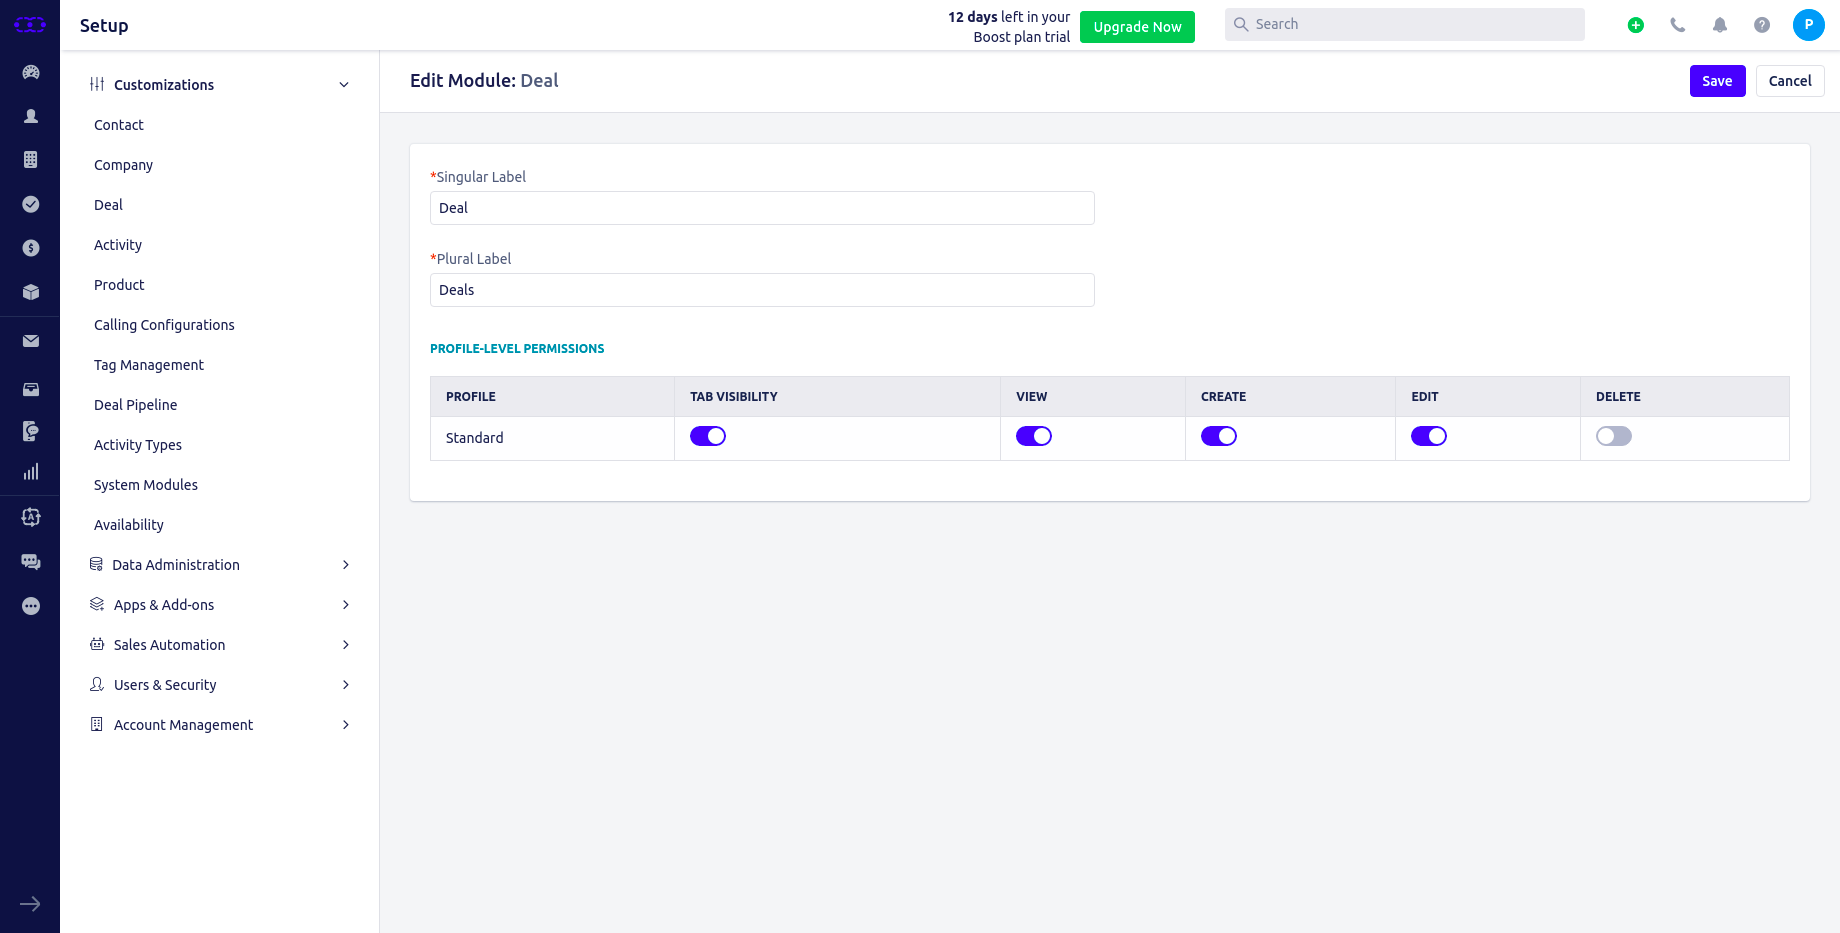 Setup
12 days left in your
Boost plan trial
Upgrade Now
Search
P
Customizations
Contact
Company
Deal
Activity
Product
Calling Configurations
Tag Management
Deal Pipeline
Activity Types
System Modules
Availability
Data Administration
Apps & Add-ons
Sales Automation
Users & Security
Account Management
Edit Module: Deal
Save
Cancel
*Singular Label
Deal
*Plural Label
Deals
PROFILE-LEVEL PERMISSIONS
PROFILE TAB VISIBILITY VIEW CREATE EDIT DELETE
Standard